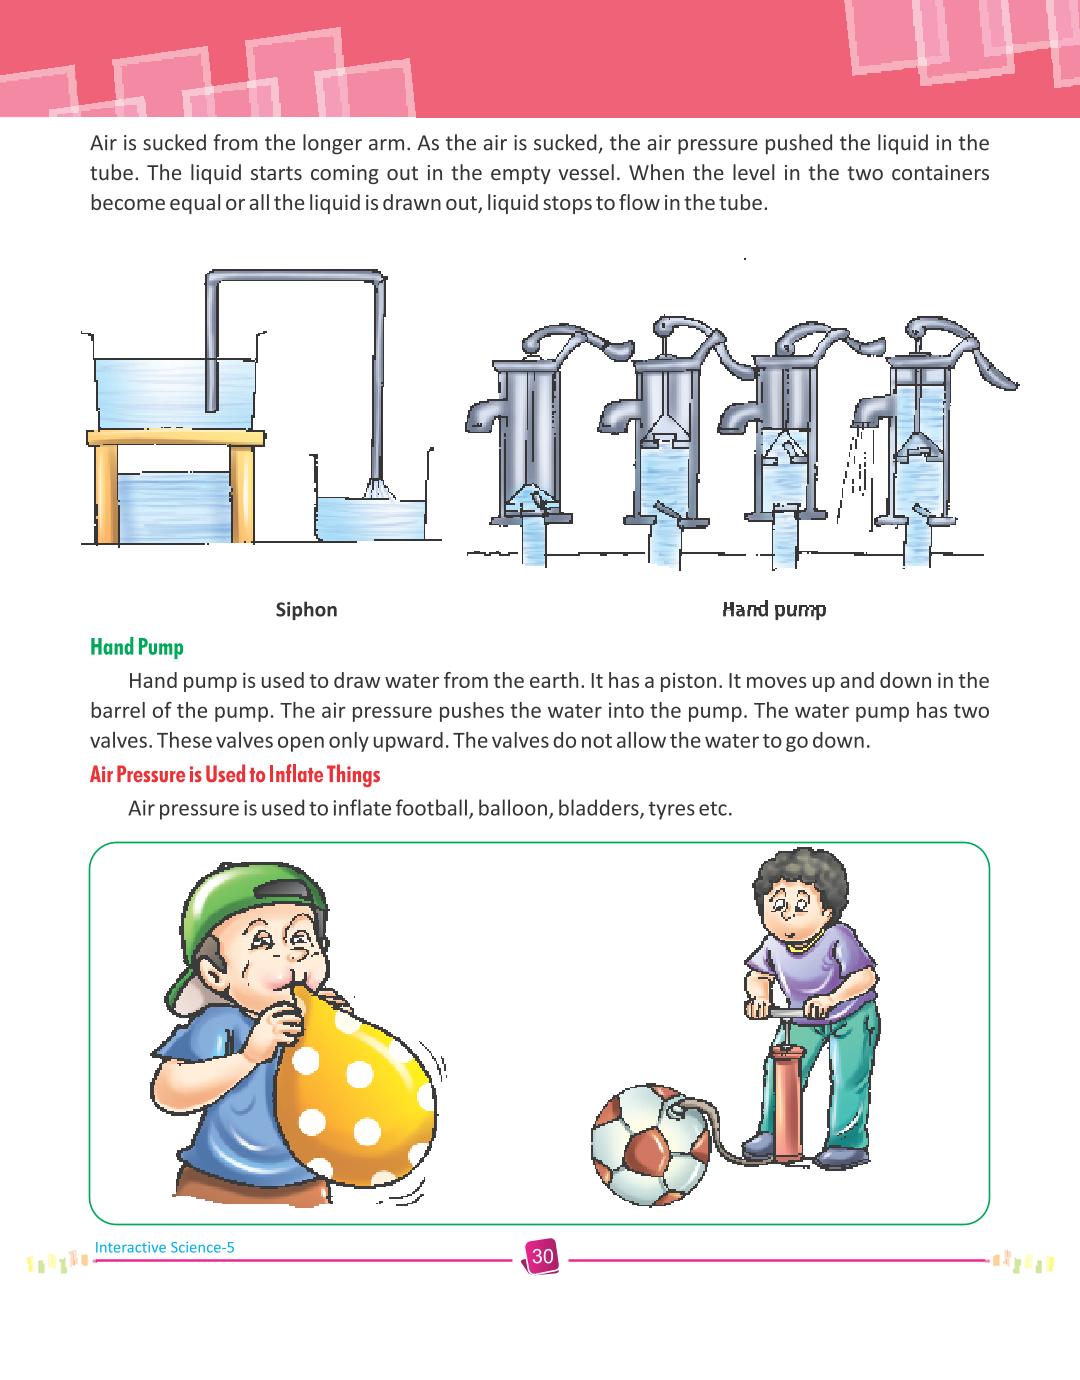 Air is sucked from the longer arm. As the air is sucked, the air pressure pushed the liquid in the
tube. The liquid starts coming out in the empty vessel. When the level in the two containers
become equal or all the liquid is drawn out, liquid stops to flow in the tube.
Siphon
Hand pump
Hand Pump
Hand pump is used to draw water from the earth. It has a piston. It moves up and down in the
barrel of the pump. The air pressure pushes the water into the pump. The water pump has two
valves. These valves open only upward. The valves do not allow the water to go down.
Air Pressure is Used to Inflate Things
Air pressure is used to inflate football, balloon, bladders, tyres etc.
Interactive Science-5
30